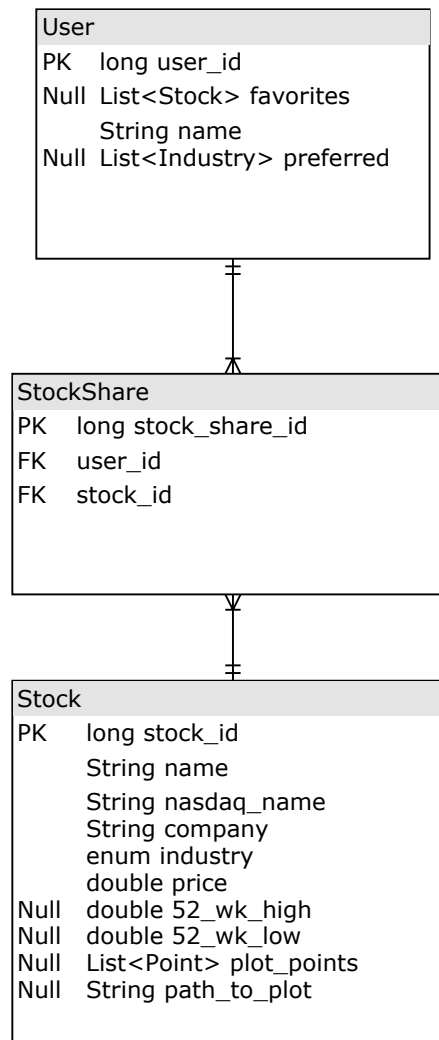 User
PK long user_id
Null List<Stock> favorites
String name
Null List<Industry> preferred
StockShare
PK long stock_share_id
FK user_id
FK stock_id
Stock
PK long stock_id
String name
String nasdaq_name
String company
enum industry
double price
Null double 52_wk_high
Null double 52_wk_low
Null List<Point> plot_points
Null String path_to_plot